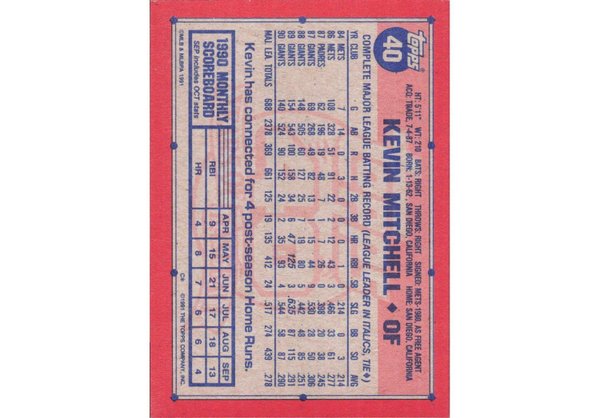 topps
40
KEVIN MITCHELL ♦ OF
HT: 5'11" WT: 210 BATS: RIGHT THROWS: RIGHT SIGNED: METS-1980, AS FREE AGENT
ACQ: TRADE, 7-4-87 BORN: 1-13-62, SAN DIEGO, CALIFORNIA HOME: SAN DIEGO, CALIFORNIA
COMPLETE MAJOR LEAGUE BATTING RECORD (LEAGUE LEADER IN ITALICS, TIE♦)
YR CLUB G AB R H 2B 3B HR RBI SB SLG BB SO AVG
84 METS 7 14 0 3 0 0 0 1 0 .214 0 3 .214
86 METS 108 328 51 91 22 2 12 43 3 .466 33 61 .277
87 PADRES 62 196 19 48 7 1 7 26 0 .398 20 38 .245
87 GIANTS 69 268 49 82 13 1 15 44 9 .530 28 50 .306
88 GIANTS 148 505 60 127 25 7 19 80 5 .442 48 85 .251
89 GIANTS 154 543 100 158 34 6 47 125 3 .635 87 115 .291
90 GIANTS 140 524 90 152 24 2 35 93 4 .544 58 87 .290
MAJ. LEA. TOTALS 688 2378 369 661 125 19 135 412 24 .517 274 439 .278
Kevin has connected for 4 post-season Home Runs.
1990 MONTHLY
SCOREBOARD
SEP includes OCT stats
APR MAY JUN JUL AUG SEP
RBI 9 15 21 17 18 13
HR 4 8 7 6 6 4
©MLB & MLBPA 1991
C* ©1991 THE TOPPS COMPANY, INC.